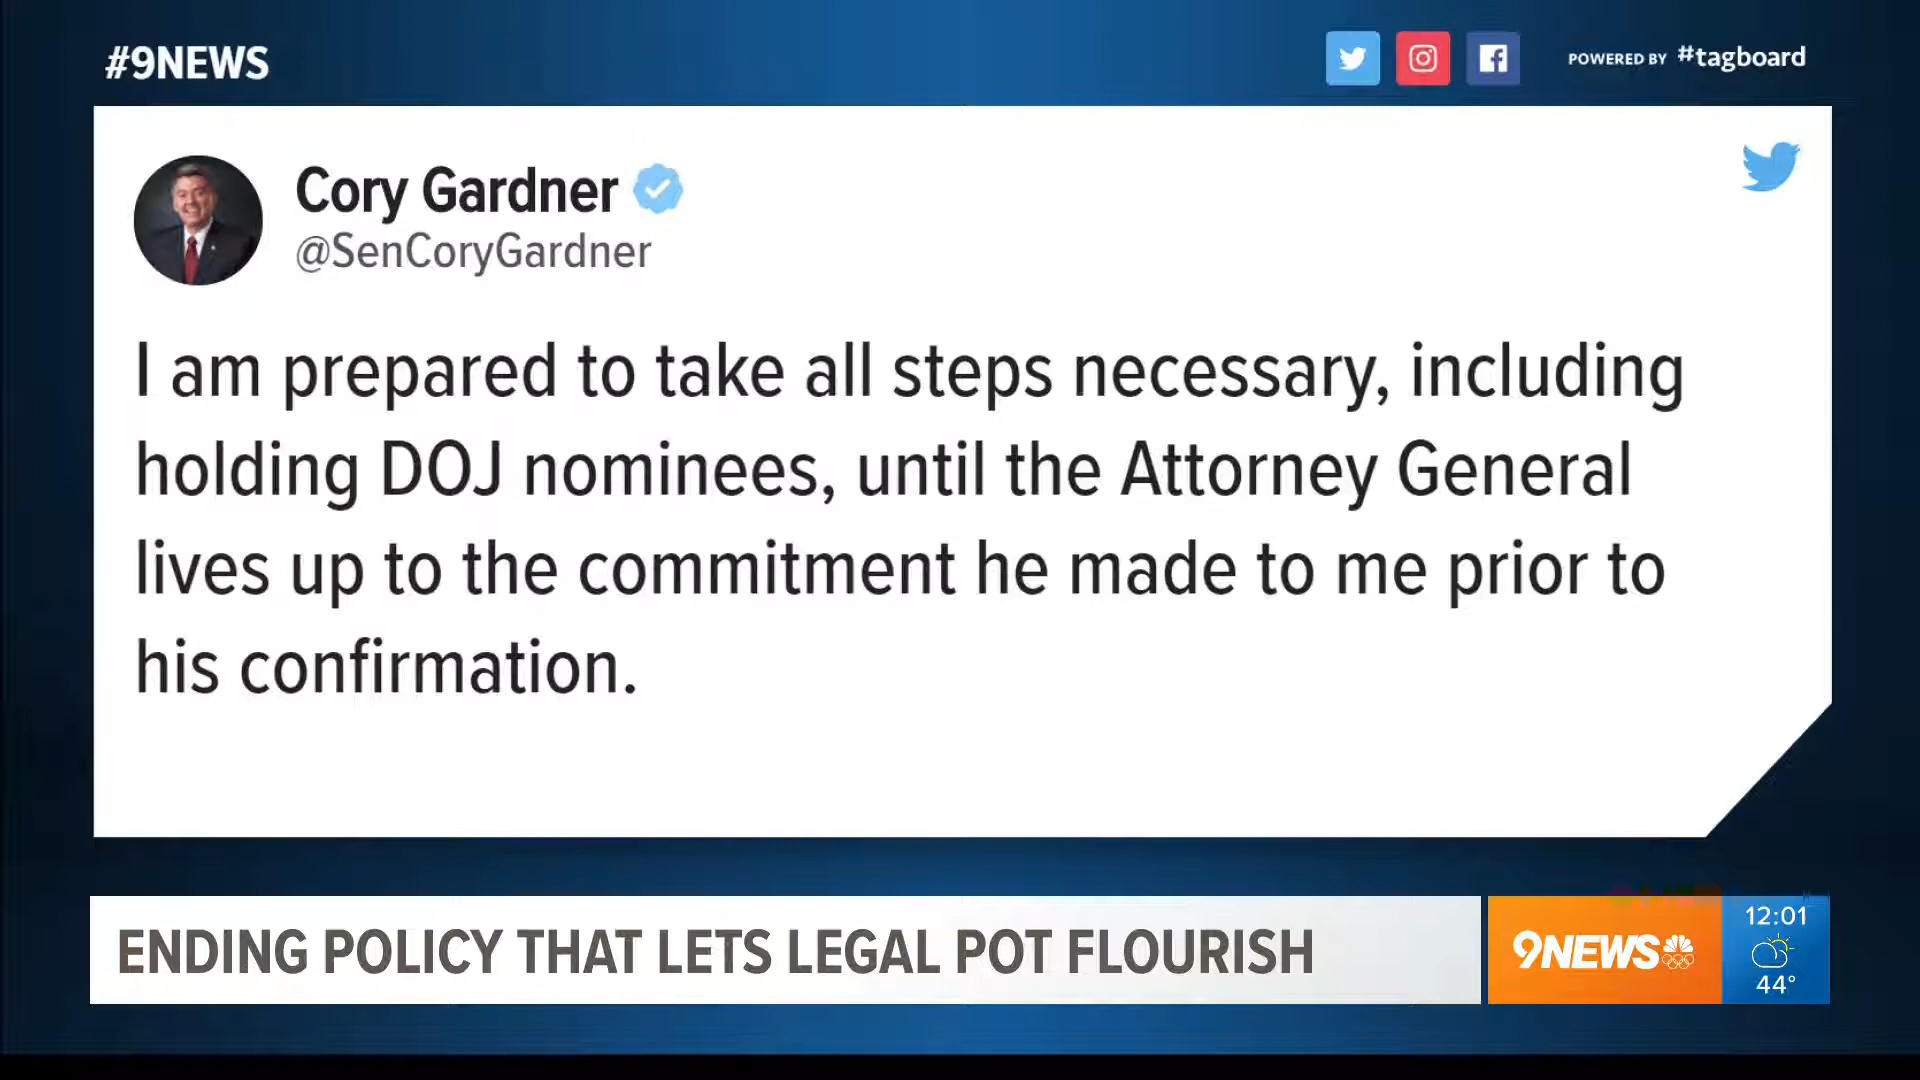 #9NEWS
POWERED BY #tagboard
Cory Gardner
@SenCoryGardner
I am prepared to take all steps necessary, including
holding DOJ nominees, until the Attorney General
lives up to the commitment he made to me prior to
his confirmation.
ENDING POLICY THAT LETS LEGAL POT FLOURISH
9NEWS
12:01
44°